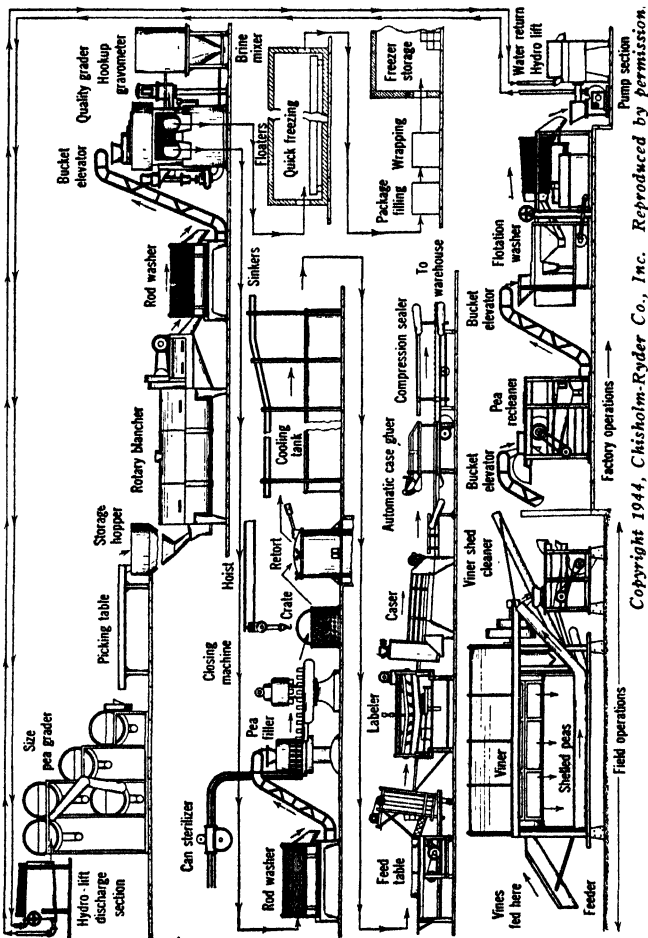 Hydro-lift
discharge
section
Size
pea grader
Picking table
Storage
hopper
Rotary blancher
Rod washer
Bucket
elevator
Quality grader
Hookup
gravometer
Brine
mixer
Can sterilizer
Rod washer
Pea
filler
Closing
machine
Hoist
Crate
Retort
Cooling
tank
Sinkers
Floaters
Quick freezing
Feed
table
Labeler
Caser
Automatic case gluer
Compression sealer
To
warehouse
Package
filling
Wrapping
Freezer
storage
Vines
fed here
Feeder
Viner
Shelled peas
Viner shed
cleaner
Field operations
Bucket
elevator
Pea
recleaner
Bucket
elevator
Factory operations
Flotation
washer
Water return
Hydro lift
Pump section
Copyright 1944, Chisholm-Ryder Co., Inc. Reproduced by permission.